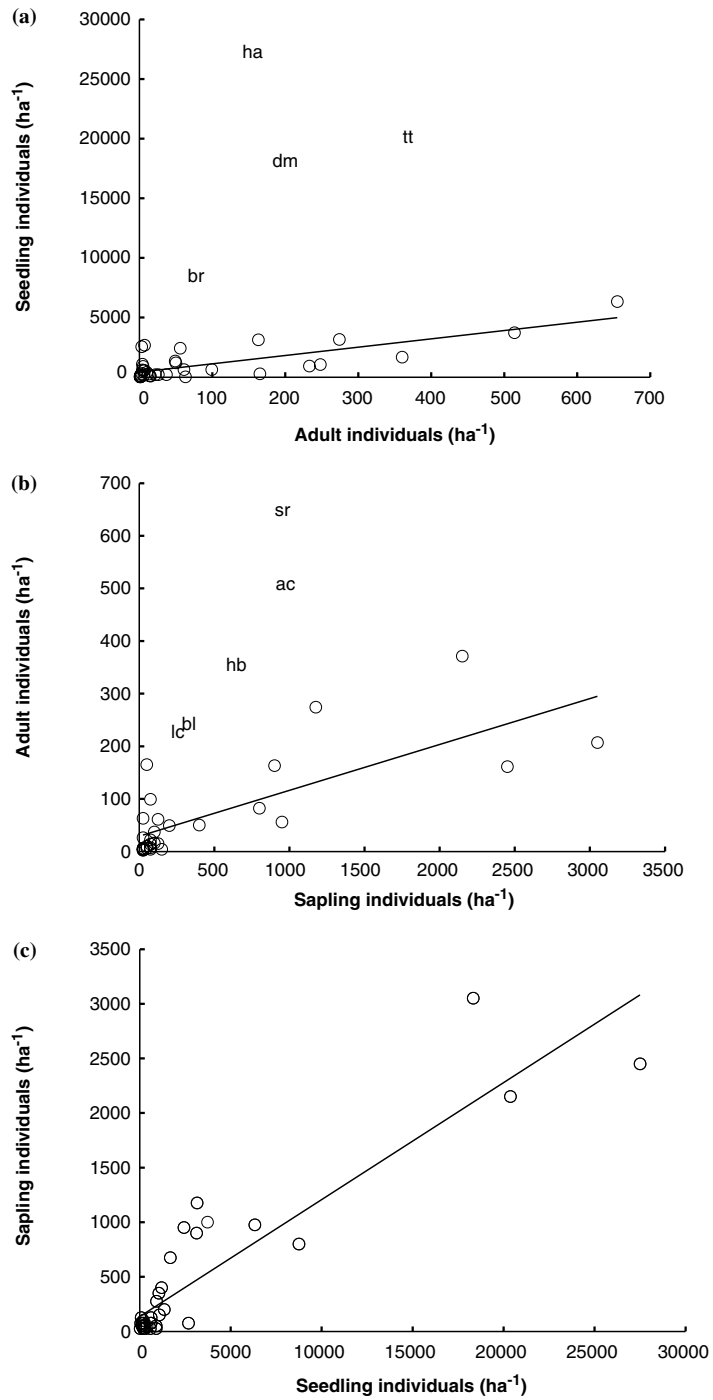 (a)
Seedling individuals (ha⁻¹)
30000
25000
20000
15000
10000
5000
0
ha
tt
dm
br
0 100 200 300 400 500 600 700
Adult individuals (ha⁻¹)
(b)
Adult individuals (ha⁻¹)
700
600
500
400
300
200
100
0
sr
ac
hb
bl
lc
0 500 1000 1500 2000 2500 3000 3500
Sapling individuals (ha⁻¹)
(c)
Sapling individuals (ha⁻¹)
3500
3000
2500
2000
1500
1000
500
0
0 5000 10000 15000 20000 25000 30000
Seedling individuals (ha⁻¹)